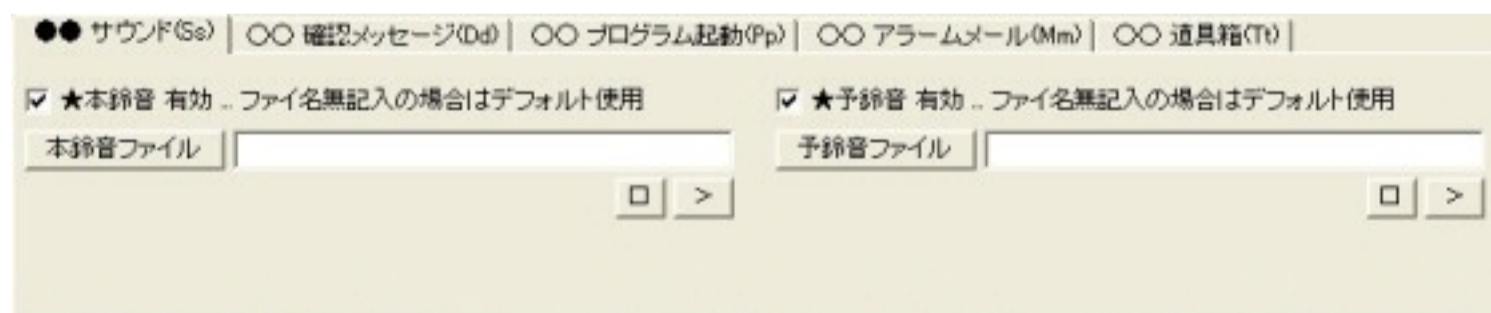 ●● サウンド(Ss) ○○ 確認メッセージ(Dd) ○○ プログラム起動(Pp) ○○ アラームメール(Mm) ○○ 道具箱(Tt)
★本鈴音 有効 .. ファイ名無記入の場合はデフォルト使用 ★予鈴音 有効 .. ファイ名無記入の場合はデフォルト使用
本鈴音ファイル 予鈴音ファイル
□ > □ >